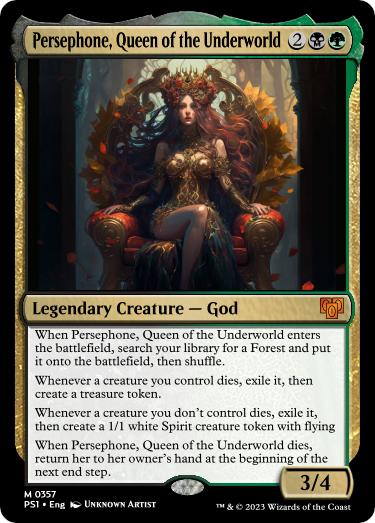 Persephone, Queen of the Underworld 2
Legendary Creature — God
When Persephone, Queen of the Underworld enters
the battlefield, search your library for a Forest and put
it onto the battlefield, then shuffle.
Whenever a creature you control dies, exile it, then
create a treasure token.
Whenever a creature you don't control dies, exile it,
then create a 1/1 white Spirit creature token with flying
When Persephone, Queen of the Underworld dies,
return her to her owner's hand at the beginning of the
next end step.
3/4
M 0357
PS1 • Eng Unknown Artist
™ & © 2023 Wizards of the Coast